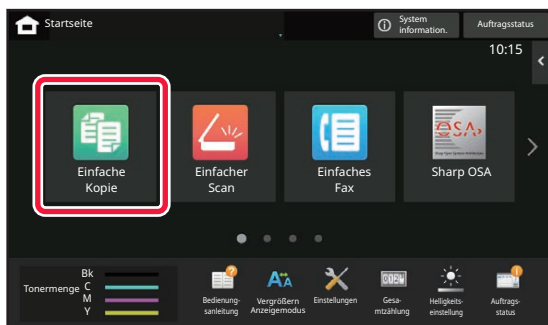 Startseite
System
information.
Auftragsstatus
10:15
Einfache
Kopie
Einfacher
Scan
Einfaches
Fax
OSA
Sharp OSA
Bk
Tonermenge C
M
Y
Bedienung-
sanleitung
AA
Vergrößern
Anzeigemodus
Einstellungen
Gesa-
mtzählung
Helligkeits-
einstellung
Auftrags-
status